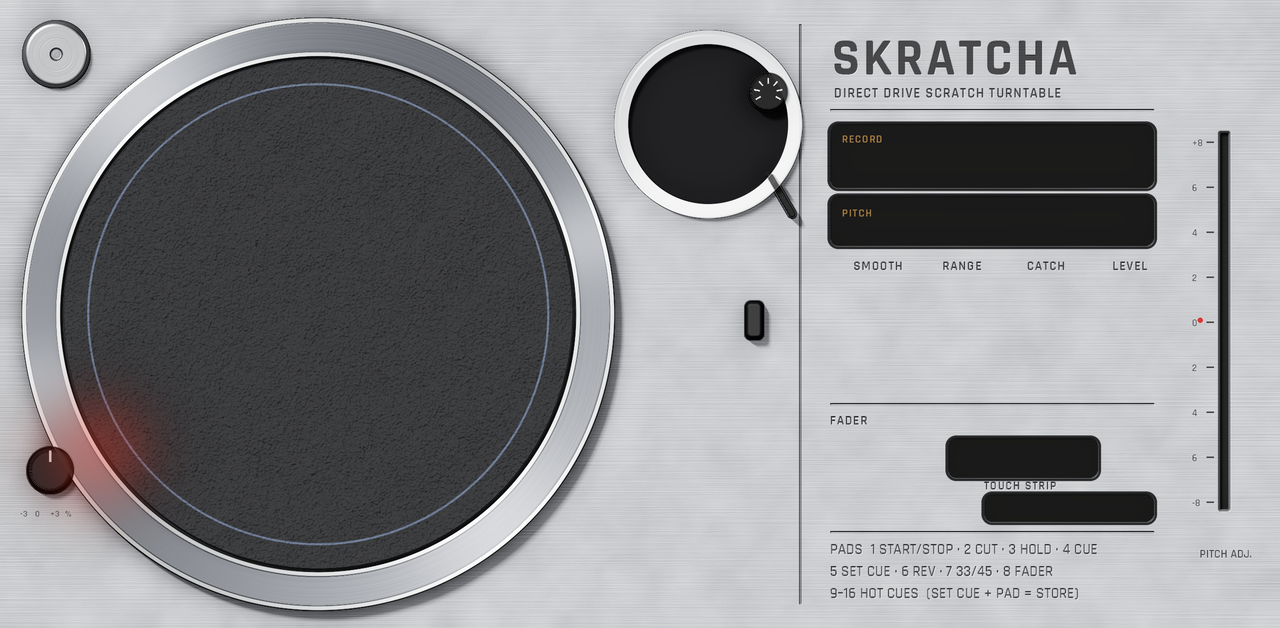 SKRATCHA
DIRECT DRIVE SCRATCH TURNTABLE
RECORD
PITCH
SMOOTH RANGE CATCH LEVEL
+8
6
4
2
0
2
4
6
-8
PITCH ADJ.
FADER
TOUCH STRIP
PADS 1 START/STOP · 2 CUT · 3 HOLD · 4 CUE
5 SET CUE · 6 REV · 7 33/45 · 8 FADER
9-16 HOT CUES (SET CUE + PAD = STORE)
-3 0 +3 %